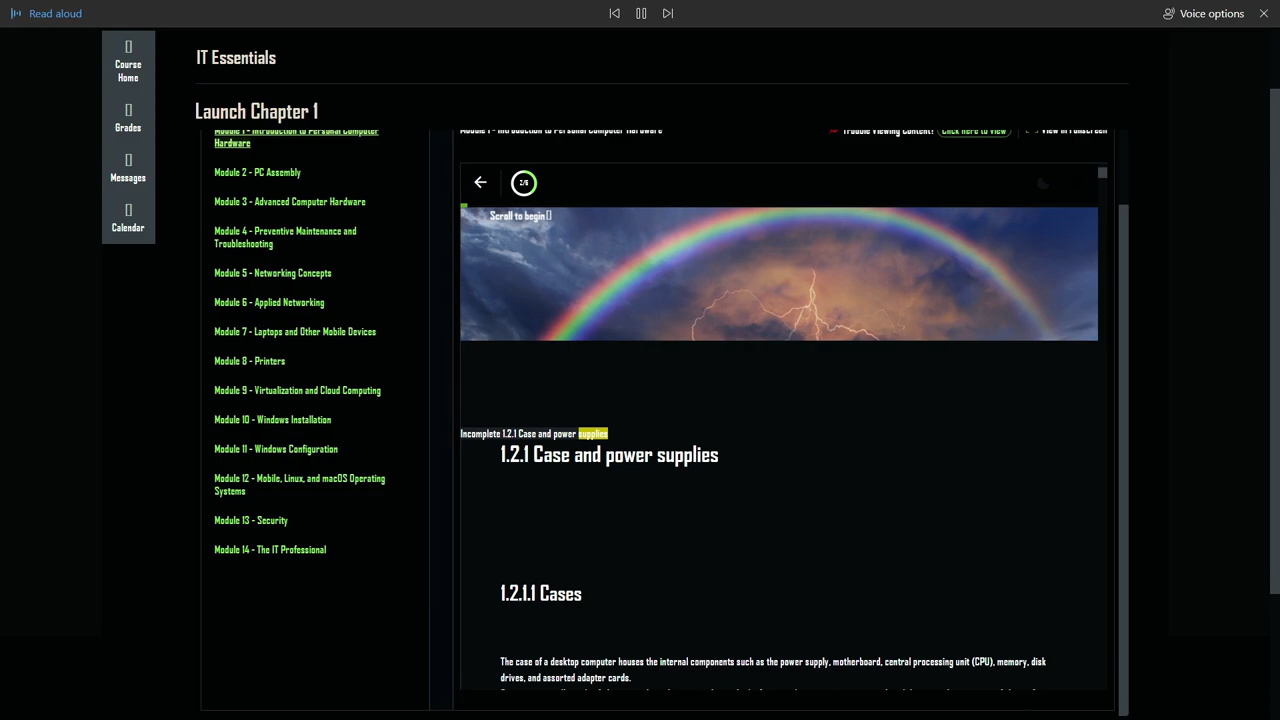 Read aloud
Voice options
Course
Home
Grades
Messages
Calendar
IT Essentials
Launch Chapter 1
Module 1 - Introduction to Personal Computer
Hardware
Module 2 - PC Assembly
Module 3 - Advanced Computer Hardware
Module 4 - Preventive Maintenance and
Troubleshooting
Module 5 - Networking Concepts
Module 6 - Applied Networking
Module 7 - Laptops and Other Mobile Devices
Module 8 - Printers
Module 9 - Virtualization and Cloud Computing
Module 10 - Windows Installation
Module 11 - Windows Configuration
Module 12 - Mobile, Linux, and macOS Operating
Systems
Module 13 - Security
Module 14 - The IT Professional
Module 1 - Introduction to Personal Computer Hardware
Trouble Viewing Content? Click here to view
View in Fullscreen
Scroll to begin
Incomplete 1.2.1 Case and power supplies
1.2.1 Case and power supplies
1.2.1.1 Cases
The case of a desktop computer houses the internal components such as the power supply, motherboard, central processing unit (CPU), memory, disk
drives, and assorted adapter cards.